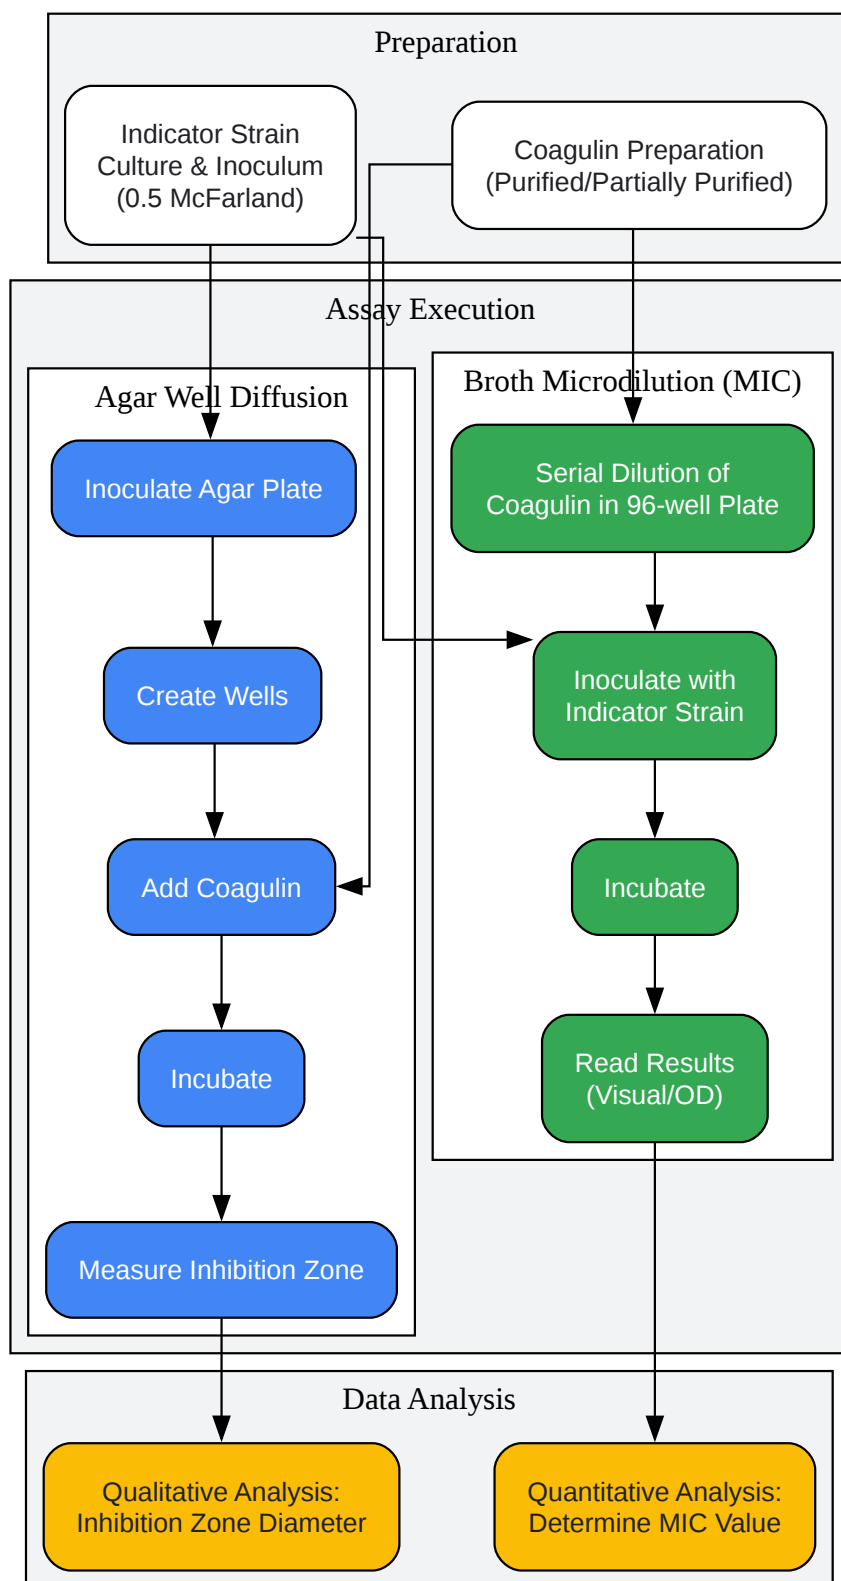 Preparation
Indicator Strain
Culture & Inoculum
(0.5 McFarland)
Coagulin Preparation
(Purified/Partially Purified)
Assay Execution
Agar Well Diffusion
Inoculate Agar Plate
Create Wells
Add Coagulin
Incubate
Measure Inhibition Zone
Broth Microdilution (MIC)
Serial Dilution of
Coagulin in 96-well Plate
Inoculate with
Indicator Strain
Incubate
Read Results
(Visual/OD)
Data Analysis
Qualitative Analysis:
Inhibition Zone Diameter
Quantitative Analysis:
Determine MIC Value